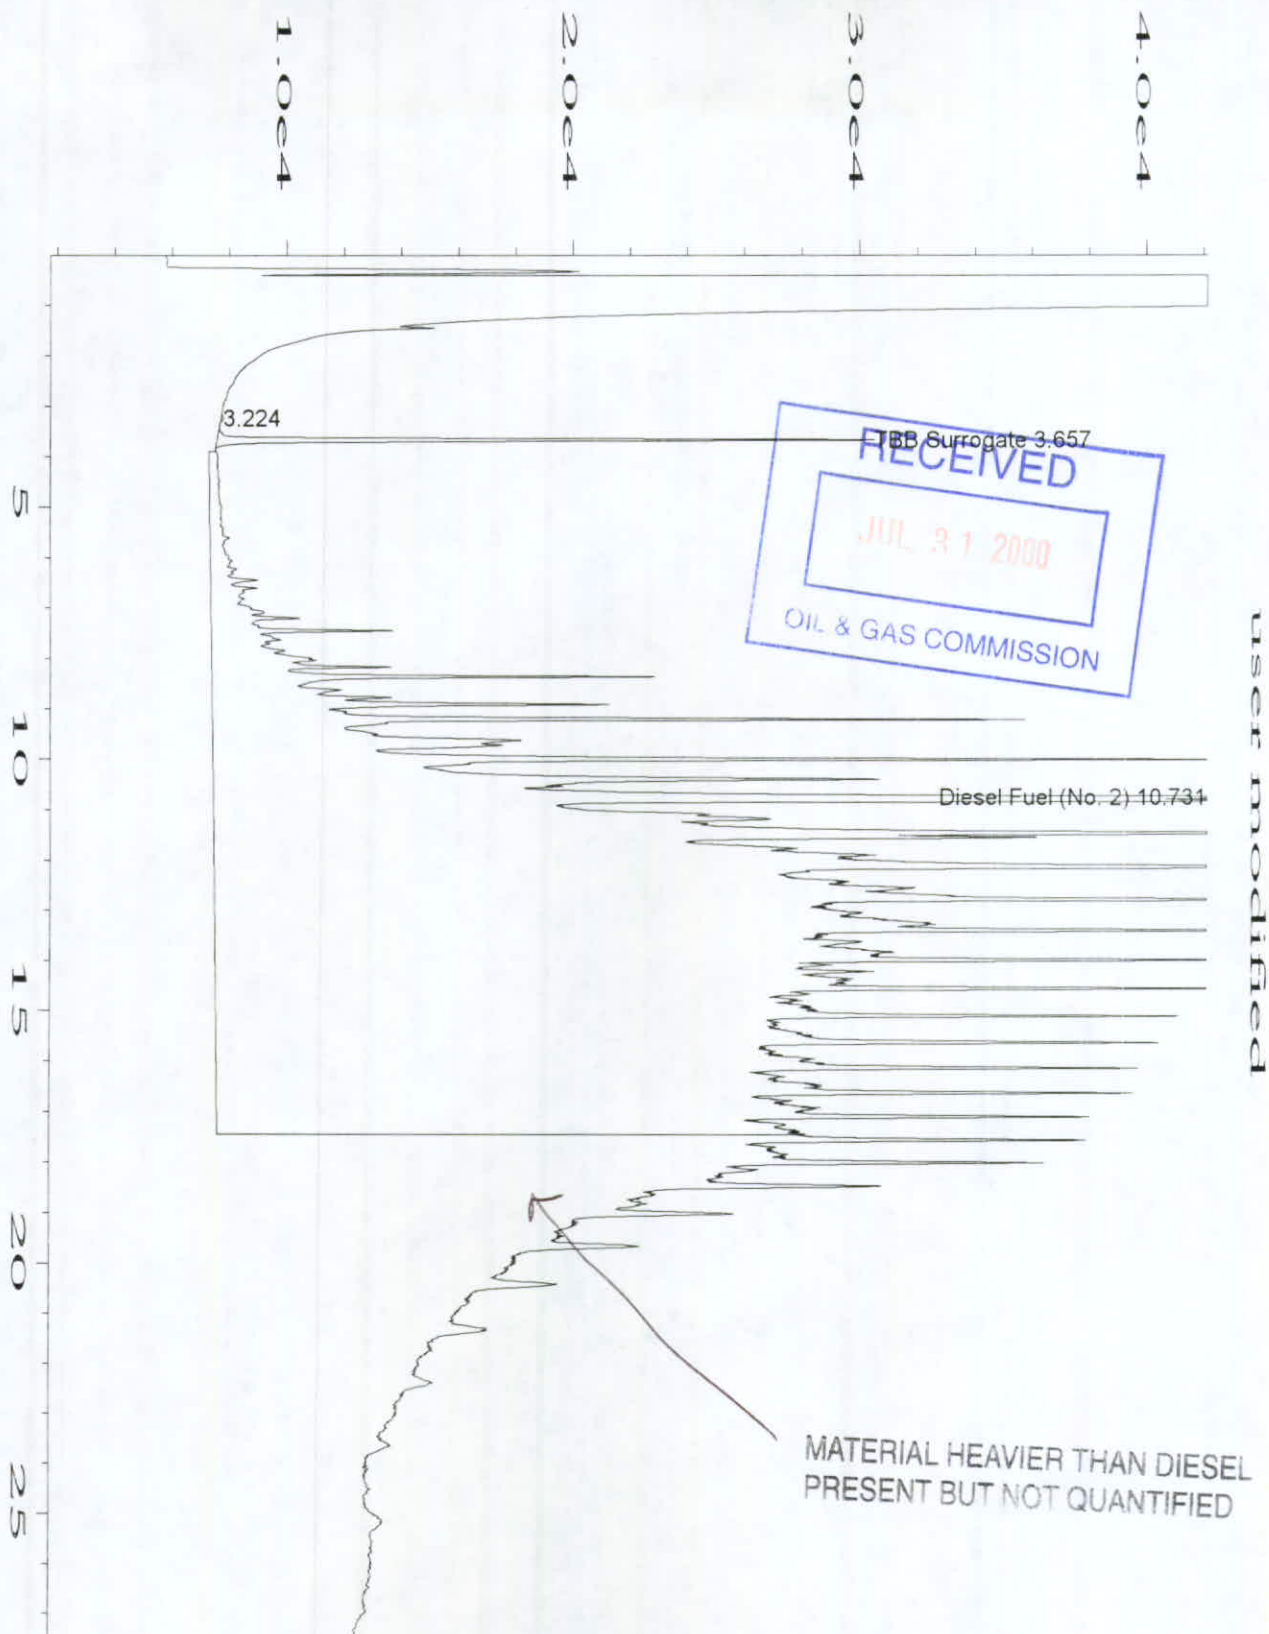 1.0e4
2.0e4
3.0e4
4.0e4
3.224
TBB Surrogate 3.657
RECEIVED
JUL 31 2000
OIL & GAS COMMISSION
user modified
Diesel Fuel (No. 2) 10.731
5
10
15
20
25
MATERIAL HEAVIER THAN DIESEL
PRESENT BUT NOT QUANTIFIED